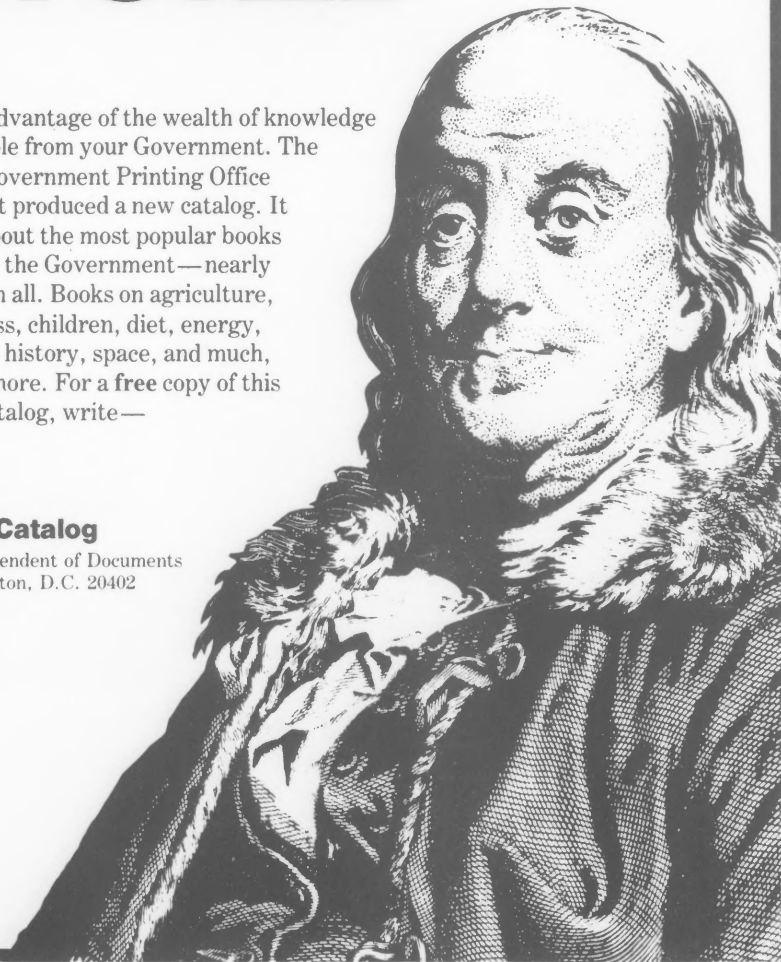 dvantage of the wealth of knowledge
le from your Government. The
overnment Printing Office
t produced a new catalog. It
out the most popular books
the Government—nearly
n all. Books on agriculture,
ss, children, diet, energy,
history, space, and much,
nore. For a free copy of this
talog, write—
Catalog
endent of Documents
ton, D.C. 20402